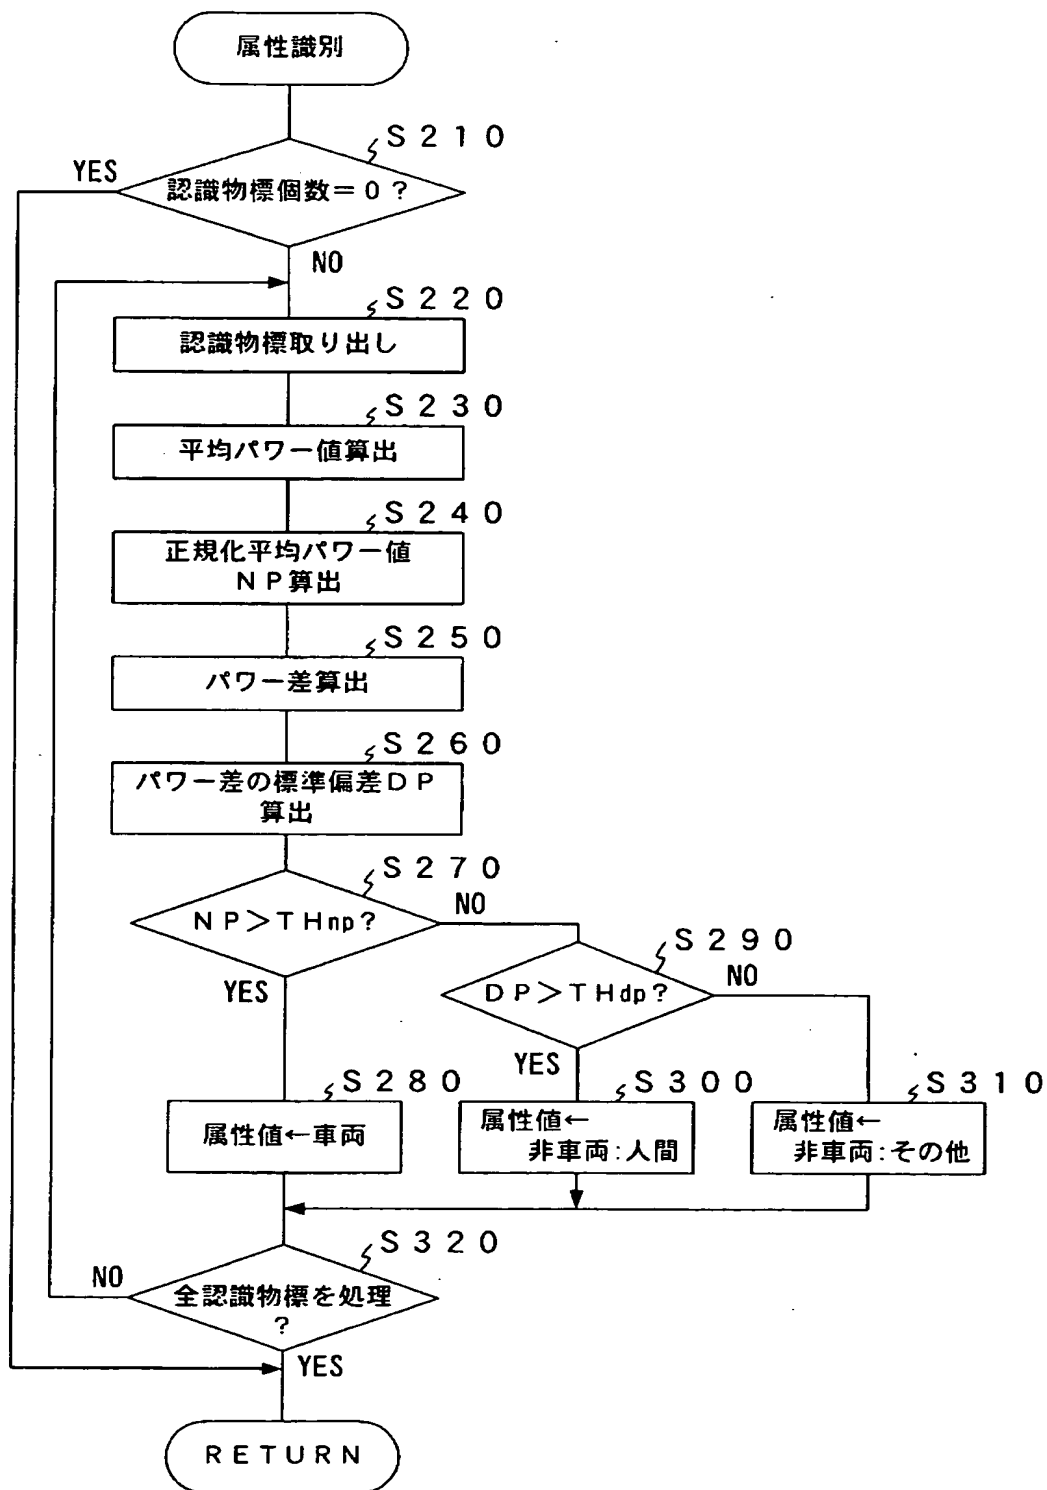 属性識別
S210
YES
認識物標個数=0?
NO
S220
認識物標取り出し
S230
平均パワー値算出
S240
正規化平均パワー値
NP算出
S250
パワー差算出
S260
パワー差の標準偏差DP
算出
S270
NP>THnp?
NO
S290
YES
DP>THdp?
NO
YES
S280
S300
S310
属性値←車両
属性値←
非車両:人間
属性値←
非車両:その他
S320
NO
全認識物標を処理
?
YES
RETURN